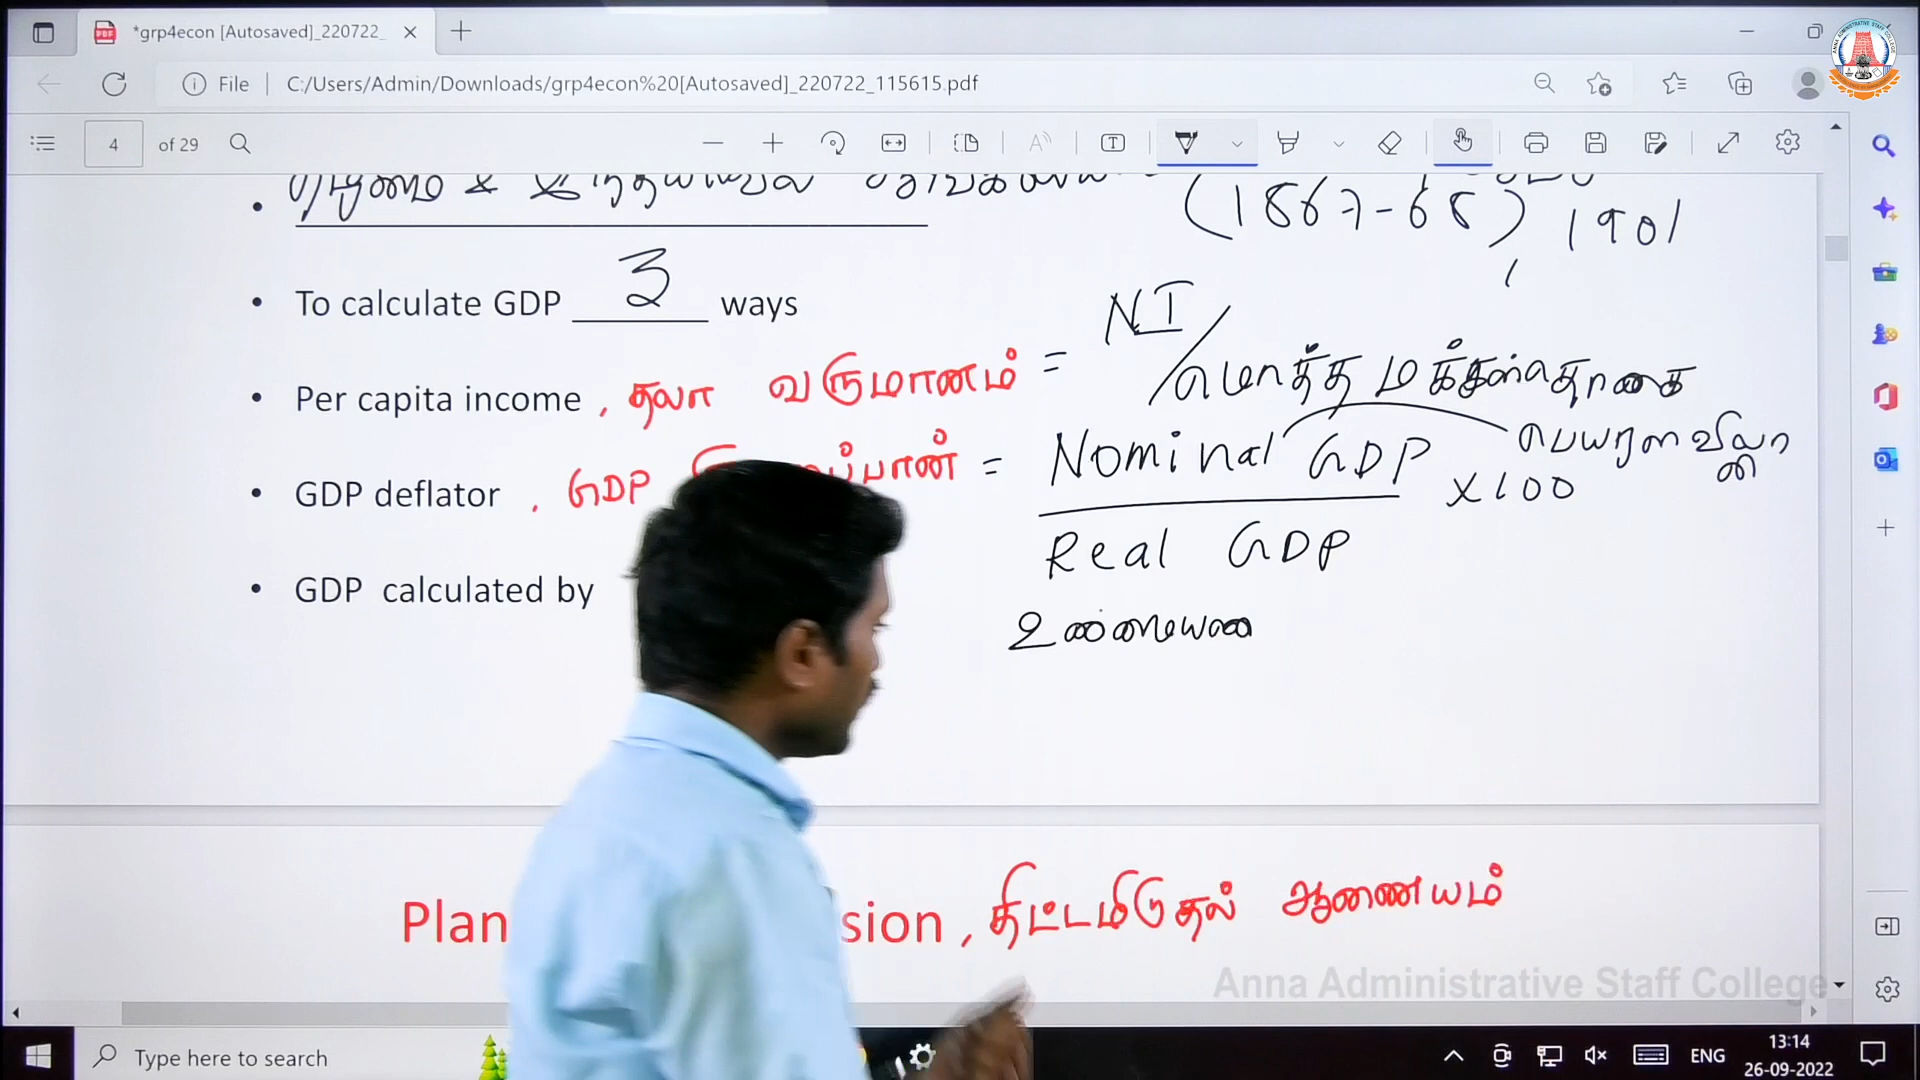 *grp4econ [Autosaved]_220722_
File C:/Users/Admin/Downloads/grp4econ%20[Autosaved]_220722_115615.pdf
4 of 29
(1867-68) 1901
• To calculate GDP 3 ways
NI
• Per capita income , தலா வருமானம் = / மொத்த மக்கள்தொகை
• GDP deflator , GDP = Nominal GDP X100
Real GDP
• GDP calculated by
Plan sion , திட்டமிடுதல் ஆணையம்
Anna Administrative Staff College
Type here to search
ENG
13:14
26-09-2022